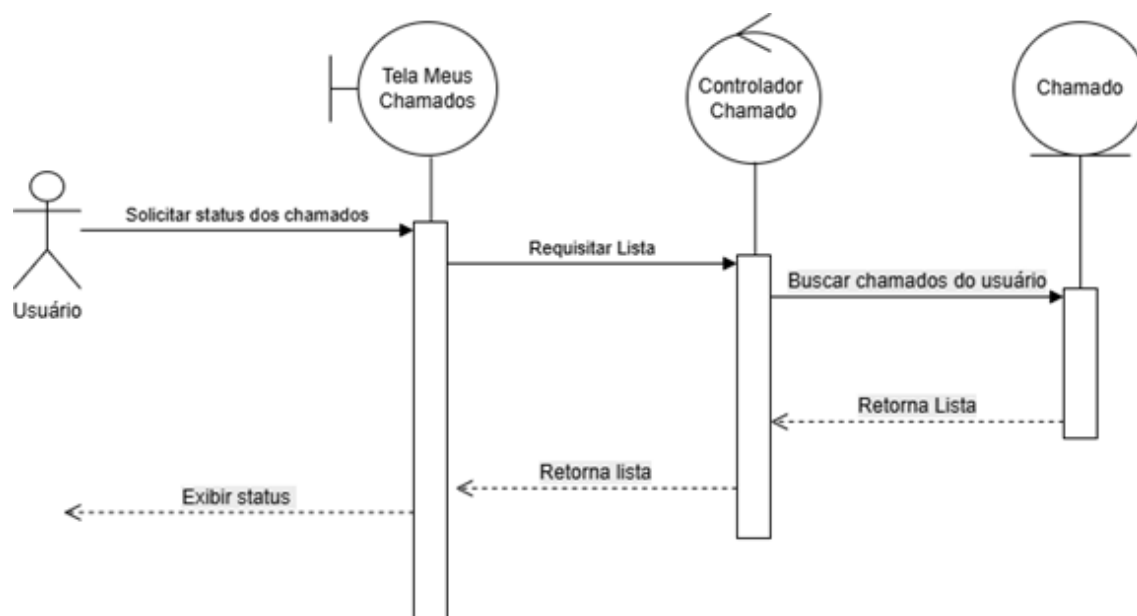 Tela Meus
Chamados
Controlador
Chamado
Chamado
Usuário
Solicitar status dos chamados
Requisitar Lista
Buscar chamados do usuário
Retorna Lista
Retorna lista
Exibir status